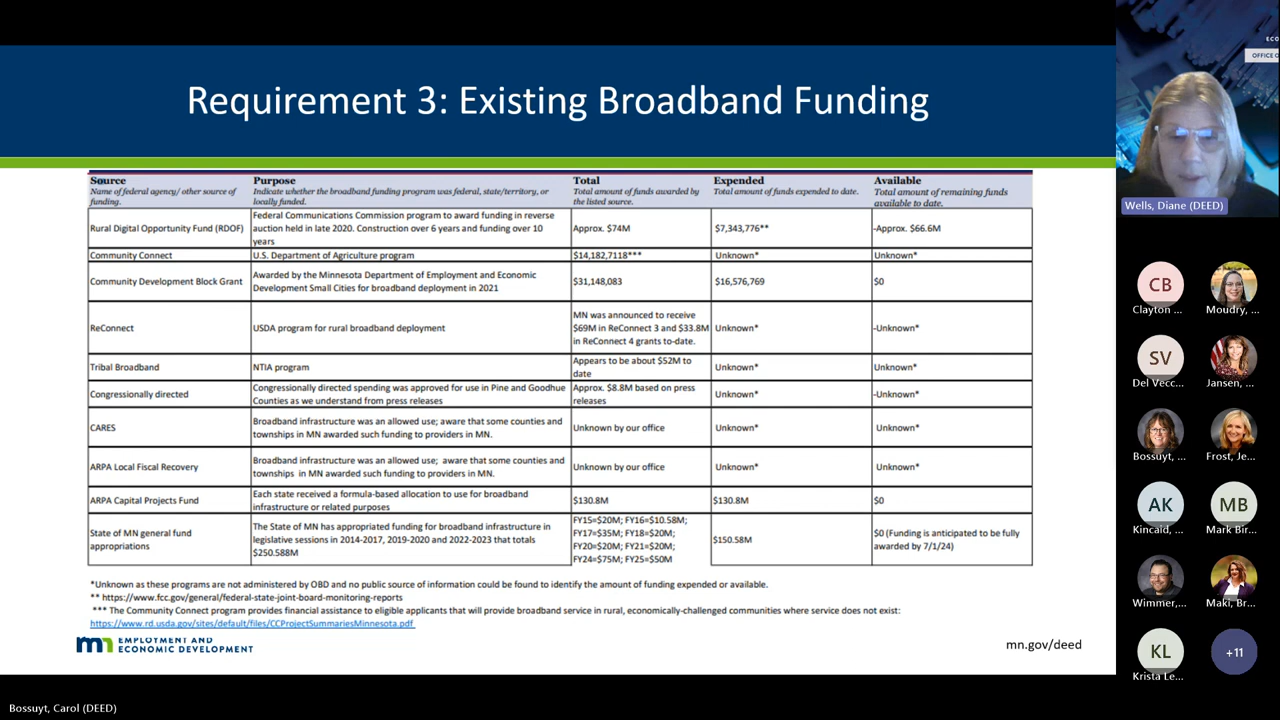 Requirement 3: Existing Broadband Funding
Source
Name of federal agency/ other source of
funding.
Purpose
Indicate whether the broadband funding program was federal, state/territory, or
locally funded.
Total
Total amount of funds awarded by
the listed source.
Expended
Total amount of funds expended to date.
Available
Total amount of remaining funds
available to date.
Rural Digital Opportunity Fund (RDOF)
Federal Communications Commission program to award funding in reverse
auction held in late 2020. Construction over 6 years and funding over 10
years
Approx. $74M
$7,343,776**
-Approx. $66.6M
Community Connect
U.S. Department of Agriculture program
$14,182,7118***
Unknown*
Unknown*
Community Development Block Grant
Awarded by the Minnesota Department of Employment and Economic
Development Small Cities for broadband deployment in 2021
$31,148,083
$16,576,769
$0
ReConnect
USDA program for rural broadband deployment
MN was announced to receive
$69M in ReConnect 3 and $33.8M
in ReConnect 4 grants to-date.
Unknown*
-Unknown*
Tribal Broadband
NTIA program
Appears to be about $52M to
date
Unknown*
Unknown*
Congressionally directed
Congressionally directed spending was approved for use in Pine and Goodhue
Counties as we understand from press releases
Approx. $8.8M based on press
releases
Unknown*
-Unknown*
CARES
Broadband infrastructure was an allowed use; aware that some counties and
townships in MN awarded such funding to providers in MN.
Unknown by our office
Unknown*
Unknown*
ARPA Local Fiscal Recovery
Broadband infrastructure was an allowed use; aware that some counties and
townships in MN awarded such funding to providers in MN.
Unknown by our office
Unknown*
Unknown*
ARPA Capital Projects Fund
Each state received a formula-based allocation to use for broadband
infrastructure or related purposes
$130.8M
$130.8M
$0
State of MN general fund
appropriations
The State of MN has appropriated funding for broadband infrastructure in
legislative sessions in 2014-2017, 2019-2020 and 2022-2023 that totals
$250.588M
FY15=$20M; FY16=$10.58M;
FY17=$35M; FY18=$20M;
FY20=$20M; FY21=$20M;
FY24=$75M; FY25=$50M
$150.58M
$0 (Funding is anticipated to be fully
awarded by 7/1/24)
*Unknown as these programs are not administered by OBD and no public source of information could be found to identify the amount of funding expended or available.
** https://www.fcc.gov/general/federal-state-joint-board-monitoring-reports
*** The Community Connect program provides financial assistance to eligible applicants that will provide broadband service in rural, economically-challenged communities where service does not exist:
https://www.rd.usda.gov/sites/default/files/CCProjectSummariesMinnesota.pdf
mn EMPLOYMENT AND
ECONOMIC DEVELOPMENT
mn.gov/deed
Bossuyt, Carol (DEED)
ECO
OFFICE O
Wells, Diane (DEED)
CB
Clayton ...
Moudry, ...
SV
Del Vecc...
Jansen, ...
Bossuyt, ...
Frost, Je...
AK
Kincaid, ...
MB
Mark Bir...
Wimmer,...
Maki, Br...
KL
Krista Le...
+11